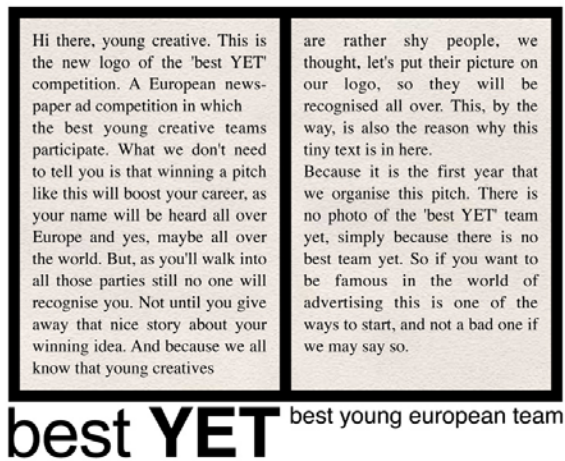 Hi there, young creative. This is
the new logo of the 'best YET'
competition. A European news-
paper ad competition in which
the best young creative teams
participate. What we don't need
to tell you is that winning a pitch
like this will boost your career, as
your name will be heard all over
Europe and yes, maybe all over
the world. But, as you'll walk into
all those parties still no one will
recognise you. Not until you give
away that nice story about your
winning idea. And because we all
know that young creatives
are rather shy people, we
thought, let's put their picture on
our logo, so they will be
recognised all over. This, by the
way, is also the reason why this
tiny text is in here.
Because it is the first year that
we organise this pitch. There is
no photo of the 'best YET' team
yet, simply because there is no
best team yet. So if you want to
be famous in the world of
advertising this is one of the
ways to start, and not a bad one if
we may say so.
best YET
best young european team